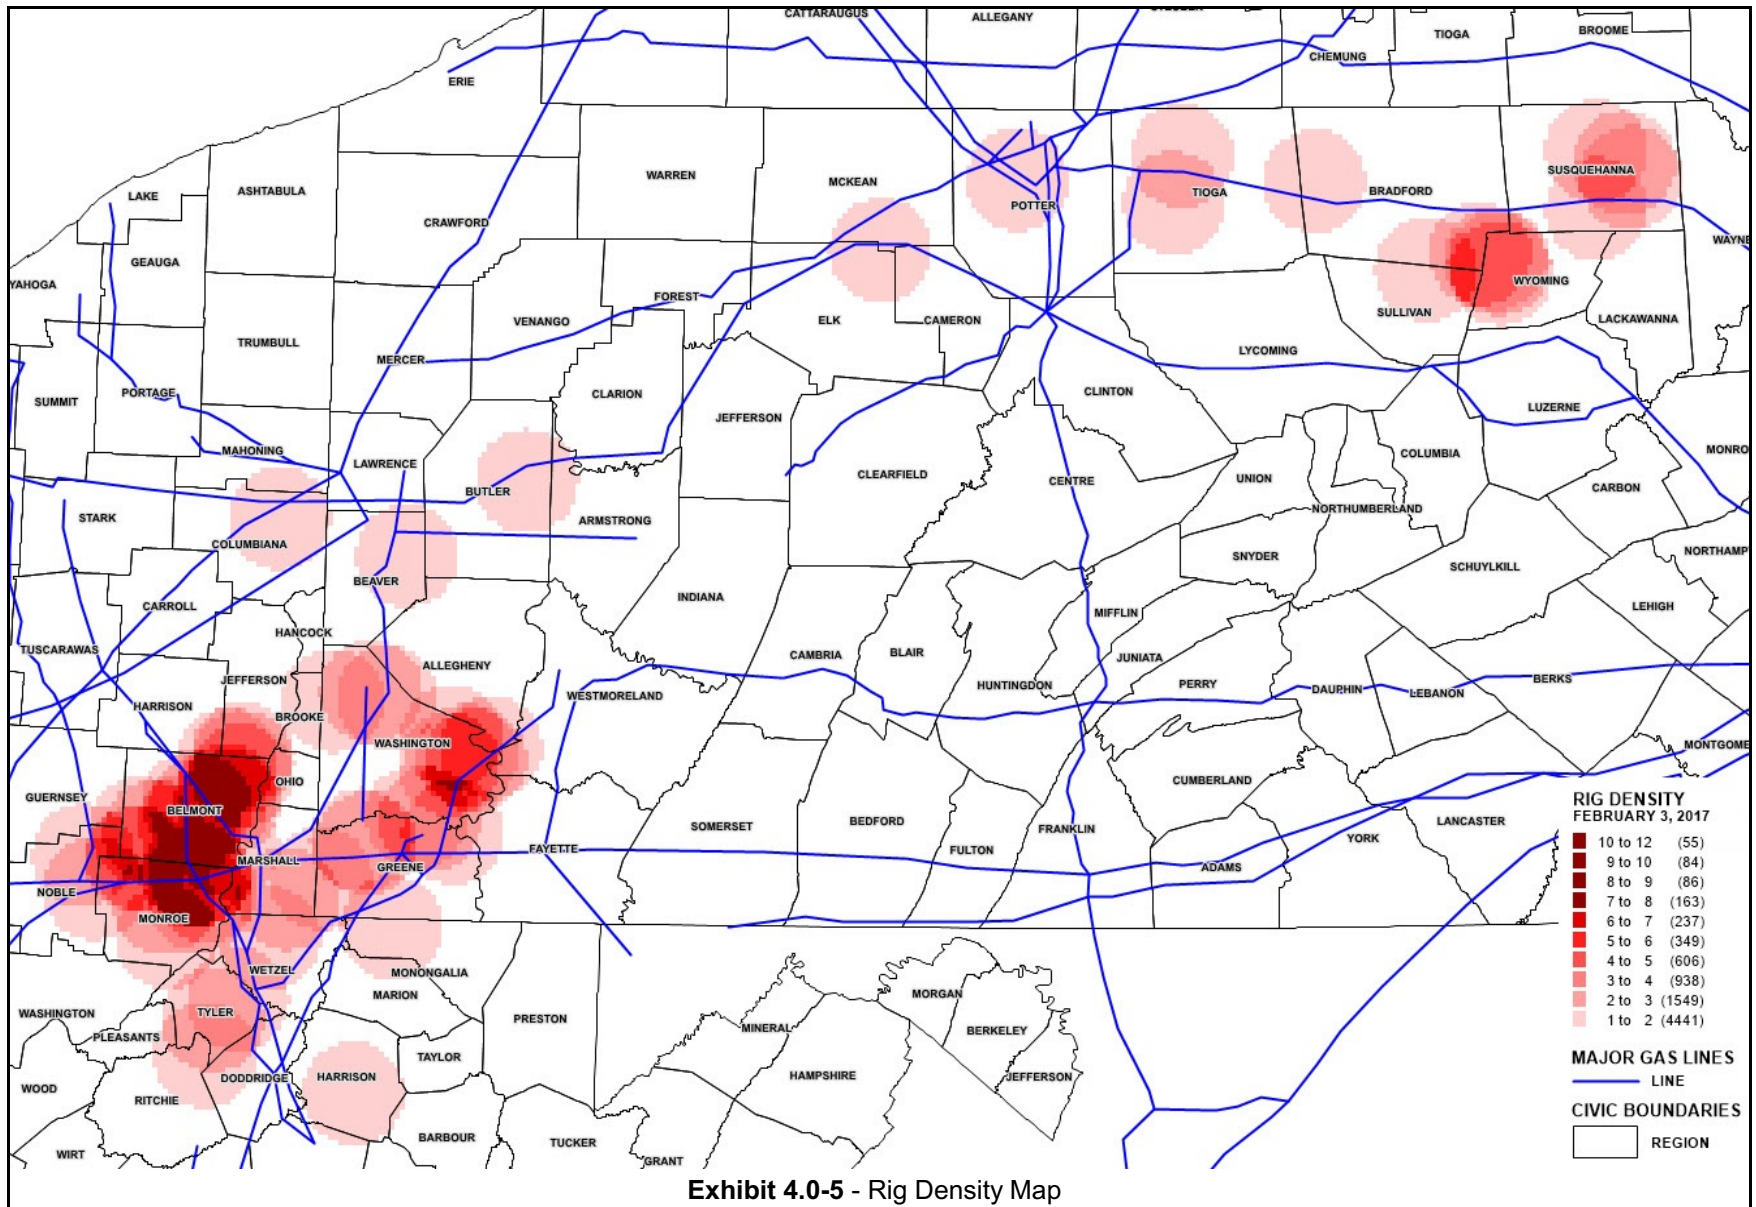 CATTARAUGUS
ALLEGANY
TIOGA
BROOME
CHEMUNG
ERIE
LAKE
ASHTABULA
WARREN
MCKEAN
POTTER
TIOGA
BRADFORD
SUSQUEHANNA
CRAWFORD
GEAUGA
WAYNE
YAHOGA
FOREST
VENANGO
ELK
CAMERON
WYOMING
SULLIVAN
LACKAWANNA
TRUMBULL
MERCER
LYCOMING
SUMMIT
PORTAGE
CLARION
JEFFERSON
CLINTON
LUZERNE
MAHONING
LAWRENCE
COLUMBIA
MONRO
CLEARFIELD
CENTRE
UNION
CARBON
BUTLER
NORTHUMBERLAND
STARK
ARMSTRONG
COLUMBIANA
SNYDER
NORTHAMP
SCHUYLKILL
BEAVER
CARROLL
INDIANA
MIFFLIN
LEHIGH
HANCOCK
TUSCARAWAS
ALLEGHENY
CAMBRIA
BLAIR
JUNIATA
JEFFERSON
HUNTINGDON
PERRY
DAUPHIN
LEBANON
BERKS
WESTMORELAND
HARRISON
BROOKE
WASHINGTON
MONTGOME
OHIO
CUMBERLAND
GUERNSEY
BELMONT
SOMERSET
BEDFORD
FRANKLIN
LANCASTER
YORK
FULTON
FAYETTE
MARSHALL
GREENE
ADAMS
NOBLE
MONROE
WETZEL
MONONGALIA
MARION
MORGAN
WASHINGTON
TYLER
PRESTON
MINERAL
BERKELEY
PLEASANTS
TAYLOR
DODDRIDGE
HARRISON
HAMPSHIRE
JEFFERSON
WOOD
RITCHIE
BARBOUR
TUCKER
WIRT
GRANT
RIG DENSITY
FEBRUARY 3, 2017
10 to 12 (55)
9 to 10 (84)
8 to 9 (86)
7 to 8 (163)
6 to 7 (237)
5 to 6 (349)
4 to 5 (606)
3 to 4 (938)
2 to 3 (1549)
1 to 2 (4441)
MAJOR GAS LINES
LINE
CIVIC BOUNDARIES
REGION
Exhibit 4.0-5 - Rig Density Map